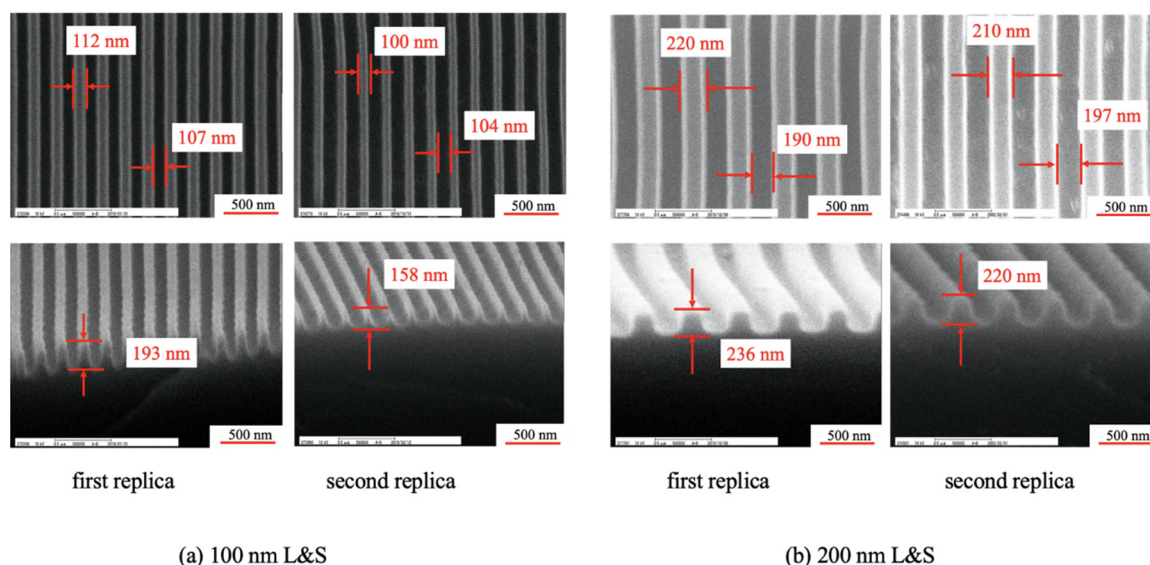 112 nm
100 nm
220 nm
210 nm
107 nm
104 nm
190 nm
197 nm
500 nm
500 nm
500 nm
500 nm
193 nm
158 nm
236 nm
220 nm
500 nm
500 nm
500 nm
500 nm
first replica
second replica
first replica
second replica
(a) 100 nm L&S
(b) 200 nm L&S